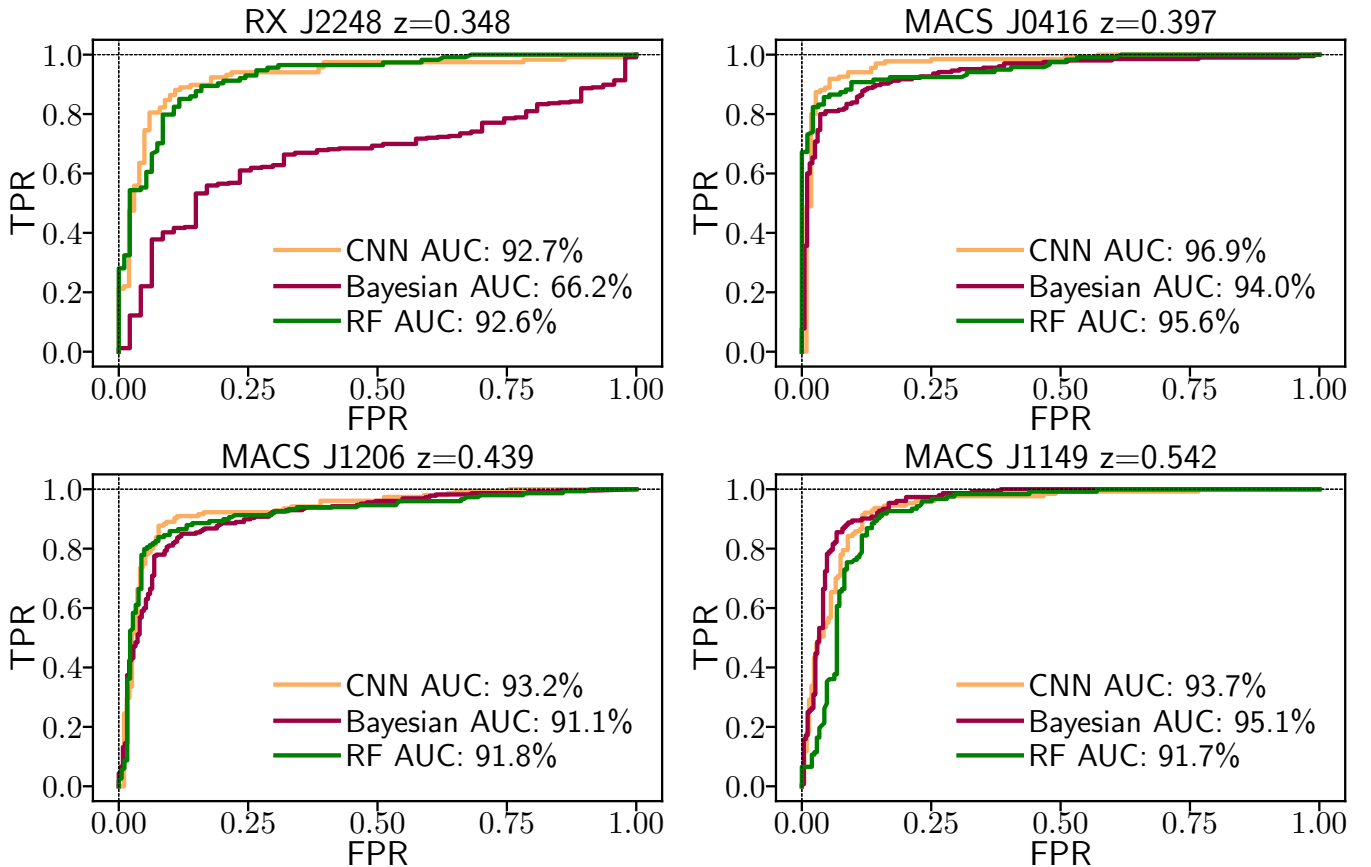 RX J2248 z=0.348
1.0
0.8
0.6
0.4
0.2
0.0
TPR
CNN AUC: 92.7%
Bayesian AUC: 66.2%
RF AUC: 92.6%
0.00 0.25 0.50 0.75 1.00
FPR
MACS J0416 z=0.397
1.0
0.8
0.6
0.4
0.2
0.0
TPR
CNN AUC: 96.9%
Bayesian AUC: 94.0%
RF AUC: 95.6%
0.00 0.25 0.50 0.75 1.00
FPR
MACS J1206 z=0.439
1.0
0.8
0.6
0.4
0.2
0.0
TPR
CNN AUC: 93.2%
Bayesian AUC: 91.1%
RF AUC: 91.8%
0.00 0.25 0.50 0.75 1.00
FPR
MACS J1149 z=0.542
1.0
0.8
0.6
0.4
0.2
0.0
TPR
CNN AUC: 93.7%
Bayesian AUC: 95.1%
RF AUC: 91.7%
0.00 0.25 0.50 0.75 1.00
FPR